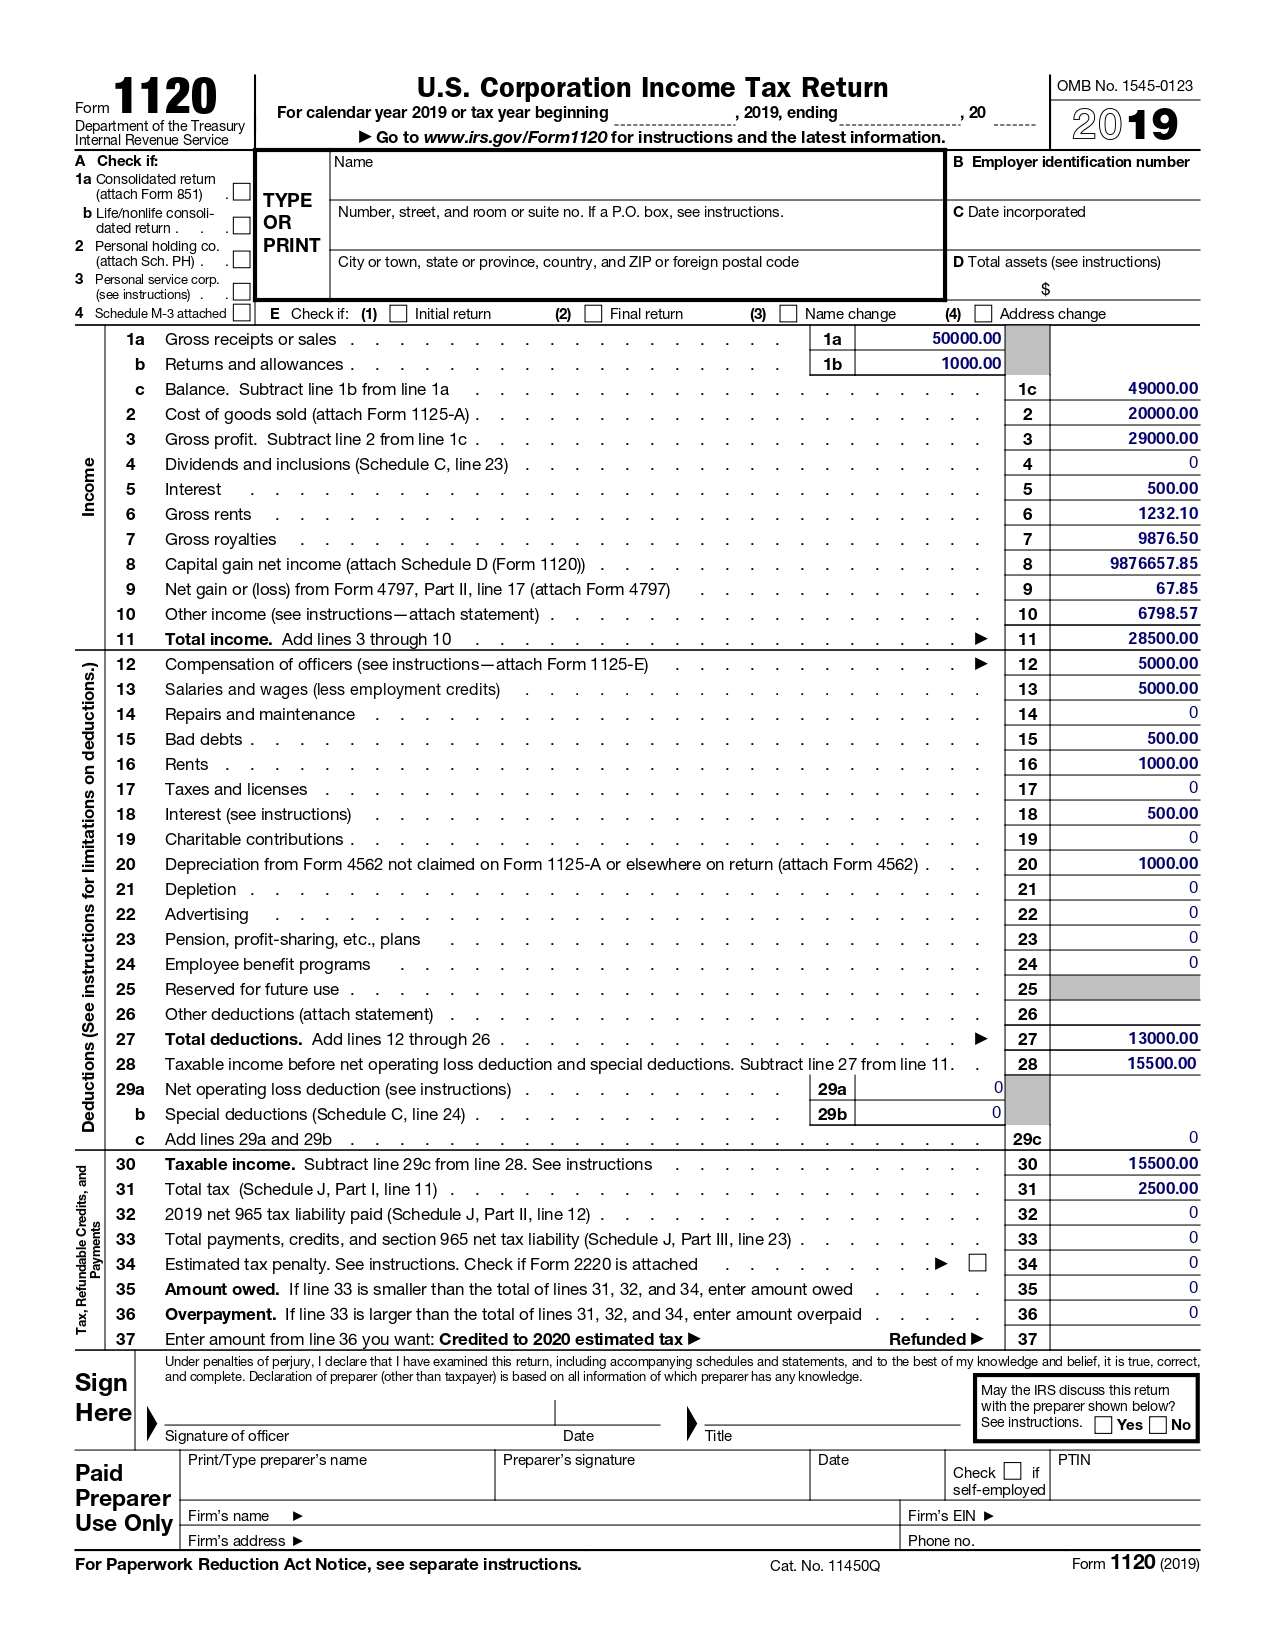 Form 1120
Department of the Treasury
Internal Revenue Service
U.S. Corporation Income Tax Return
For calendar year 2019 or tax year beginning , 2019, ending , 20
▶ Go to www.irs.gov/Form1120 for instructions and the latest information.
OMB No. 1545-0123
2019
A Check if:
1a Consolidated return
(attach Form 851) .
b Life/nonlife consoli-
dated return . . .
2 Personal holding co.
(attach Sch. PH) . .
3 Personal service corp.
(see instructions) . .
4 Schedule M-3 attached
TYPE
OR
PRINT
Name
Number, street, and room or suite no. If a P.O. box, see instructions.
City or town, state or province, country, and ZIP or foreign postal code
B Employer identification number
C Date incorporated
D Total assets (see instructions)
$
E Check if: (1) Initial return (2) Final return (3) Name change (4) Address change
Income
1a Gross receipts or sales 1a 50000.00
b Returns and allowances 1b 1000.00
c Balance. Subtract line 1b from line 1a 1c 49000.00
2 Cost of goods sold (attach Form 1125-A) 2 20000.00
3 Gross profit. Subtract line 2 from line 1c 3 29000.00
4 Dividends and inclusions (Schedule C, line 23) 4 0
5 Interest 5 500.00
6 Gross rents 6 1232.10
7 Gross royalties 7 9876.50
8 Capital gain net income (attach Schedule D (Form 1120)) 8 9876657.85
9 Net gain or (loss) from Form 4797, Part II, line 17 (attach Form 4797) 9 67.85
10 Other income (see instructions—attach statement) 10 6798.57
11 Total income. Add lines 3 through 10 ▶ 11 28500.00
Deductions (See instructions for limitations on deductions.)
12 Compensation of officers (see instructions—attach Form 1125-E) ▶ 12 5000.00
13 Salaries and wages (less employment credits) 13 5000.00
14 Repairs and maintenance 14 0
15 Bad debts 15 500.00
16 Rents 16 1000.00
17 Taxes and licenses 17 0
18 Interest (see instructions) 18 500.00
19 Charitable contributions 19 0
20 Depreciation from Form 4562 not claimed on Form 1125-A or elsewhere on return (attach Form 4562) 20 1000.00
21 Depletion 21 0
22 Advertising 22 0
23 Pension, profit-sharing, etc., plans 23 0
24 Employee benefit programs 24 0
25 Reserved for future use 25
26 Other deductions (attach statement) 26
27 Total deductions. Add lines 12 through 26 ▶ 27 13000.00
28 Taxable income before net operating loss deduction and special deductions. Subtract line 27 from line 11. 28 15500.00
29a Net operating loss deduction (see instructions) 29a 0
b Special deductions (Schedule C, line 24) 29b 0
c Add lines 29a and 29b 29c 0
Tax, Refundable Credits, and
Payments
30 Taxable income. Subtract line 29c from line 28. See instructions 30 15500.00
31 Total tax (Schedule J, Part I, line 11) 31 2500.00
32 2019 net 965 tax liability paid (Schedule J, Part II, line 12) 32 0
33 Total payments, credits, and section 965 net tax liability (Schedule J, Part III, line 23) 33 0
34 Estimated tax penalty. See instructions. Check if Form 2220 is attached ▶ 34 0
35 Amount owed. If line 33 is smaller than the total of lines 31, 32, and 34, enter amount owed 35 0
36 Overpayment. If line 33 is larger than the total of lines 31, 32, and 34, enter amount overpaid 36 0
37 Enter amount from line 36 you want: Credited to 2020 estimated tax ▶ Refunded ▶ 37
Sign
Here
Under penalties of perjury, I declare that I have examined this return, including accompanying schedules and statements, and to the best of my knowledge and belief, it is true, correct,
and complete. Declaration of preparer (other than taxpayer) is based on all information of which preparer has any knowledge.
Signature of officer Date Title
May the IRS discuss this return
with the preparer shown below?
See instructions. Yes No
Paid
Preparer
Use Only
Print/Type preparer's name
Preparer's signature
Date
Check if
self-employed
PTIN
Firm's name ▶
Firm's EIN ▶
Firm's address ▶
Phone no.
For Paperwork Reduction Act Notice, see separate instructions.
Cat. No. 11450Q
Form 1120 (2019)